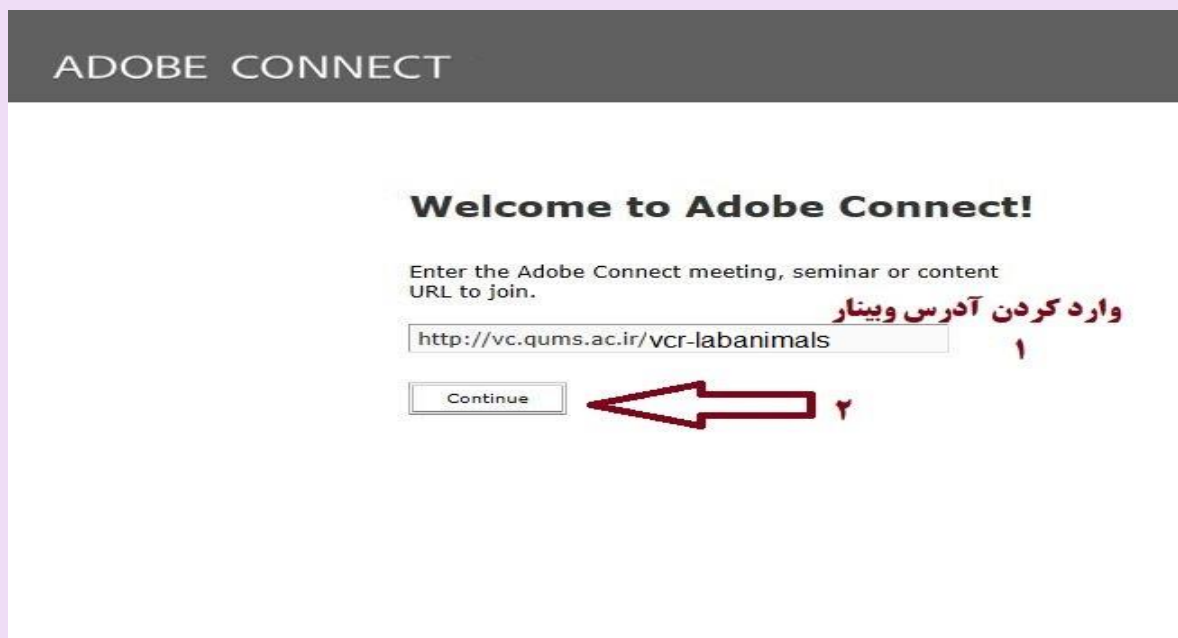 ADOBE CONNECT
Welcome to Adobe Connect!
Enter the Adobe Connect meeting, seminar or content
URL to join.
وارد کردن آدرس وبینار
http://vc.qums.ac.ir/vcr-labanimals
۱
Continue
۲